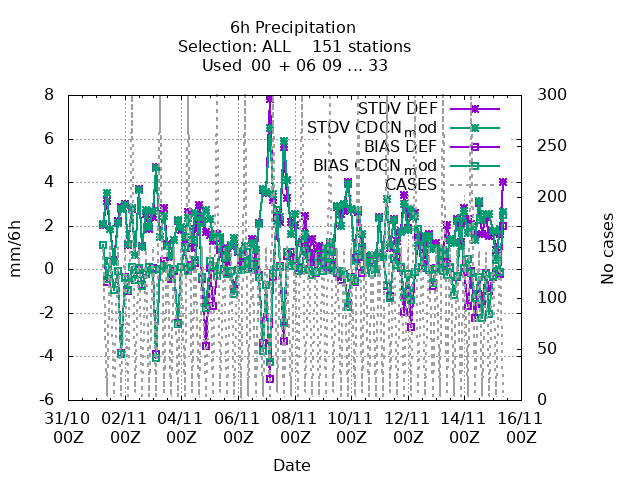 6h Precipitation
Selection: ALL 151 stations
Used 00 + 06 09 ... 33
8 300
STDV DEF
STDV CDCNmod
BIAS DEF
BIAS CDCNmod
CASES
6 250
4 200
2 150
0 100
-2 50
-4 0
-6
mm/6h
No cases
31/10 02/11 04/11 06/11 08/11 10/11 12/11 14/11 16/11
00Z 00Z 00Z 00Z 00Z 00Z 00Z 00Z 00Z
Date